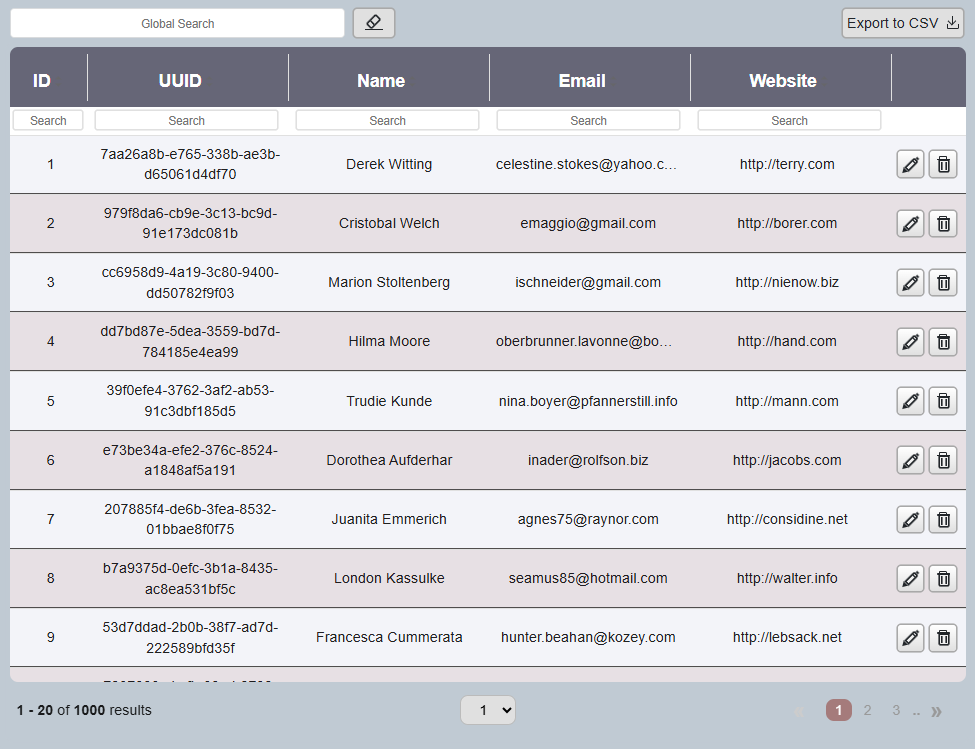 Global Search
Export to CSV
ID UUID Name Email Website
Search Search Search Search Search
1 7aa26a8b-e765-338b-ae3b-d65061d4df70 Derek Witting celestine.stokes@yahoo.c... http://terry.com
2 979f8da6-cb9e-3c13-bc9d-91e173dc081b Cristobal Welch emaggio@gmail.com http://borer.com
3 cc6958d9-4a19-3c80-9400-dd50782f9f03 Marion Stoltenberg ischneider@gmail.com http://nienow.biz
4 dd7bd87e-5dea-3559-bd7d-784185e4ea99 Hilma Moore oberbrunner.lavonne@bo... http://hand.com
5 39f0efe4-3762-3af2-ab53-91c3dbf185d5 Trudie Kunde nina.boyer@pfannerstill.info http://mann.com
6 e73be34a-efe2-376c-8524-a1848af5a191 Dorothea Aufderhar inader@rolfson.biz http://jacobs.com
7 207885f4-de6b-3fea-8532-01bbae8f0f75 Juanita Emmerich agnes75@raynor.com http://considine.net
8 b7a9375d-0efc-3b1a-8435-ac8ea531bf5c London Kassulke seamus85@hotmail.com http://walter.info
9 53d7ddad-2b0b-38f7-ad7d-222589bfd35f Francesca Cummerata hunter.beahan@kozey.com http://lebsack.net
1 - 20 of 1000 results 1 « 1 2 3 .. »